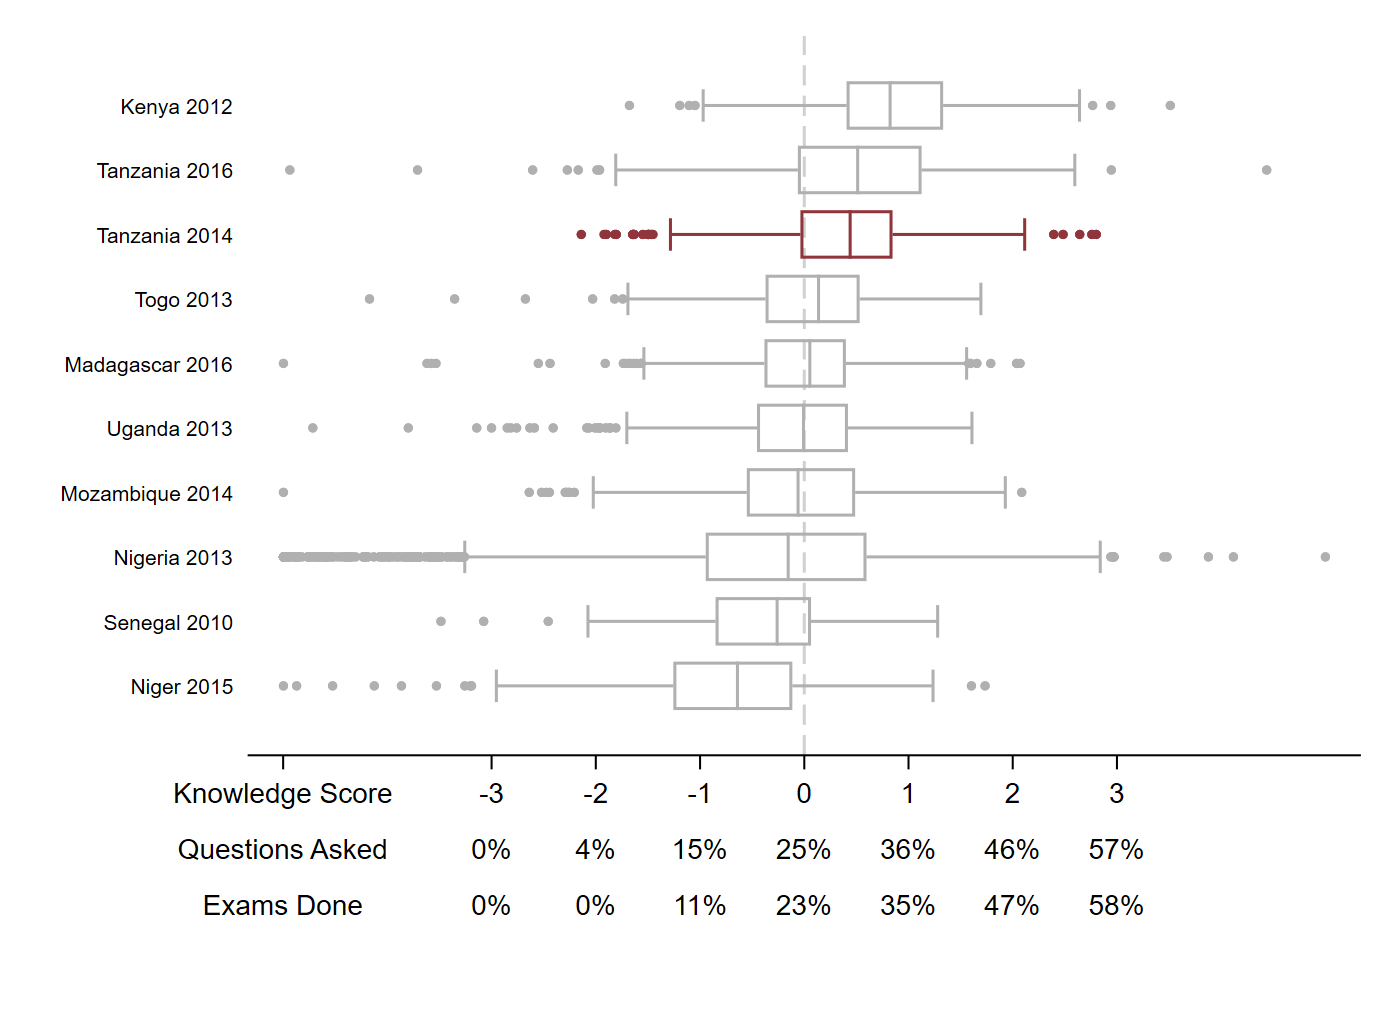 Kenya 2012
Tanzania 2016
Tanzania 2014
Togo 2013
Madagascar 2016
Uganda 2013
Mozambique 2014
Nigeria 2013
Senegal 2010
Niger 2015
Knowledge Score -3 -2 -1 0 1 2 3
Questions Asked 0% 4% 15% 25% 36% 46% 57%
Exams Done 0% 0% 11% 23% 35% 47% 58%